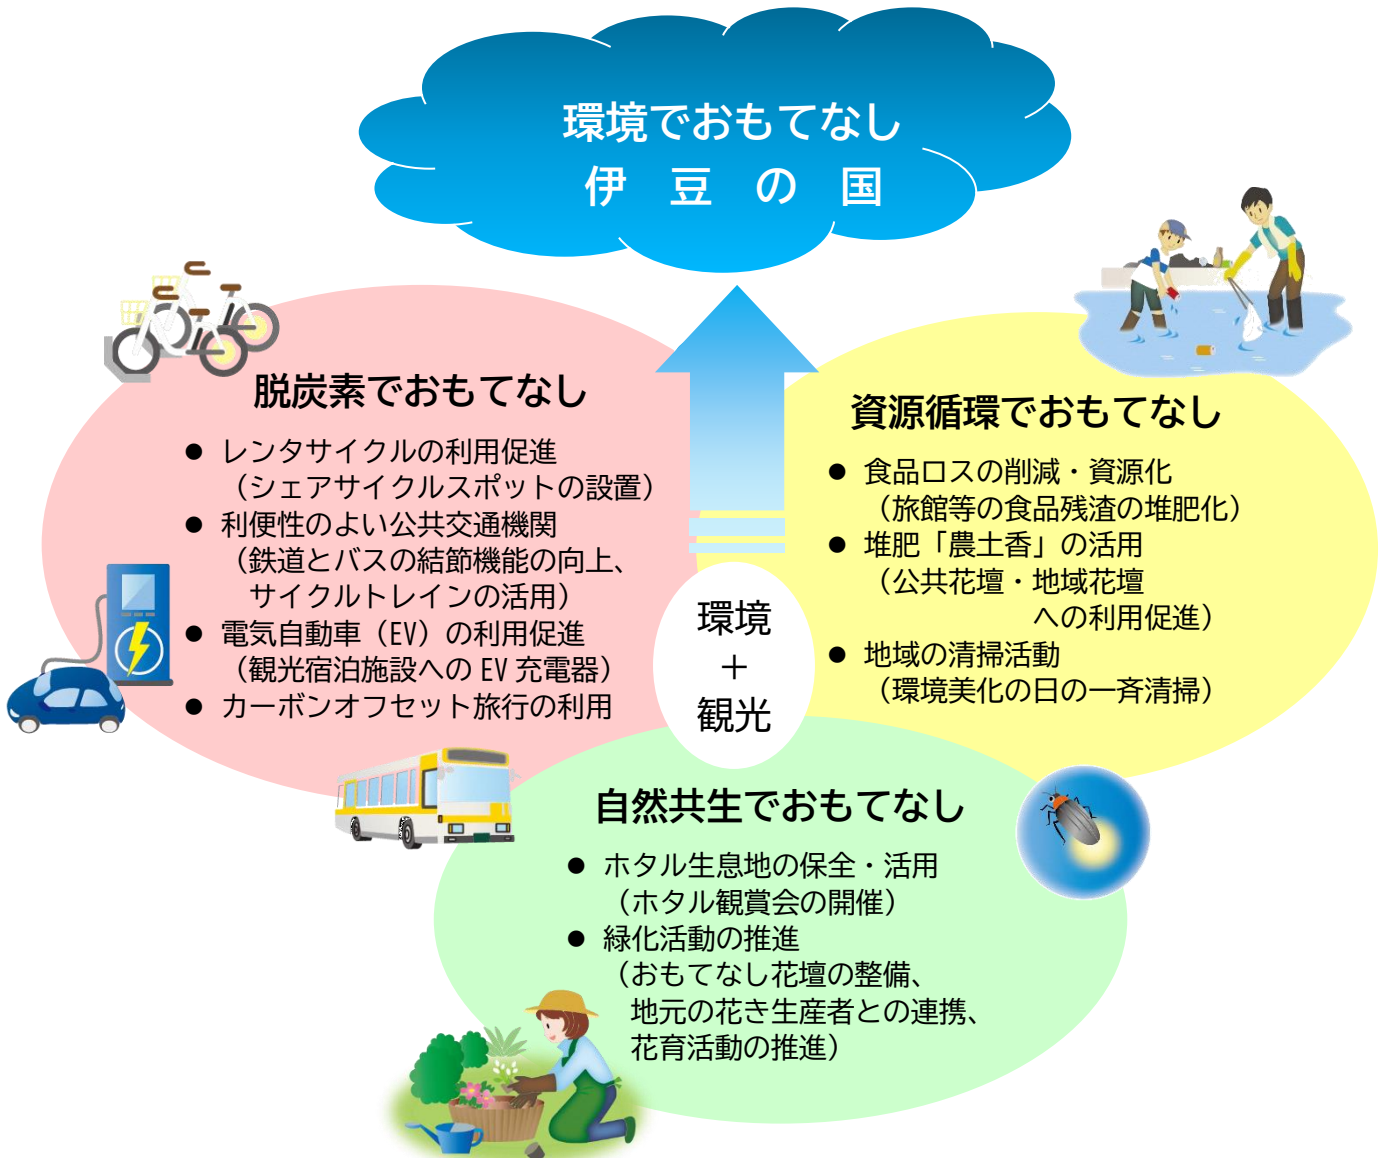 環境でおもてなし
伊 豆 の 国
脱炭素でおもてなし
● レンタサイクルの利用促進
（シェアサイクルスポットの設置）
● 利便性のよい公共交通機関
（鉄道とバスの結節機能の向上、
サイクルトレインの活用）
● 電気自動車（EV）の利用促進
（観光宿泊施設への EV 充電器）
● カーボンオフセット旅行の利用
資源循環でおもてなし
● 食品ロスの削減・資源化
（旅館等の食品残渣の堆肥化）
● 堆肥「農土香」の活用
（公共花壇・地域花壇
への利用促進）
● 地域の清掃活動
（環境美化の日の一斉清掃）
環境
＋
観光
自然共生でおもてなし
● ホタル生息地の保全・活用
（ホタル観賞会の開催）
● 緑化活動の推進
（おもてなし花壇の整備、
地元の花き生産者との連携、
花育活動の推進）